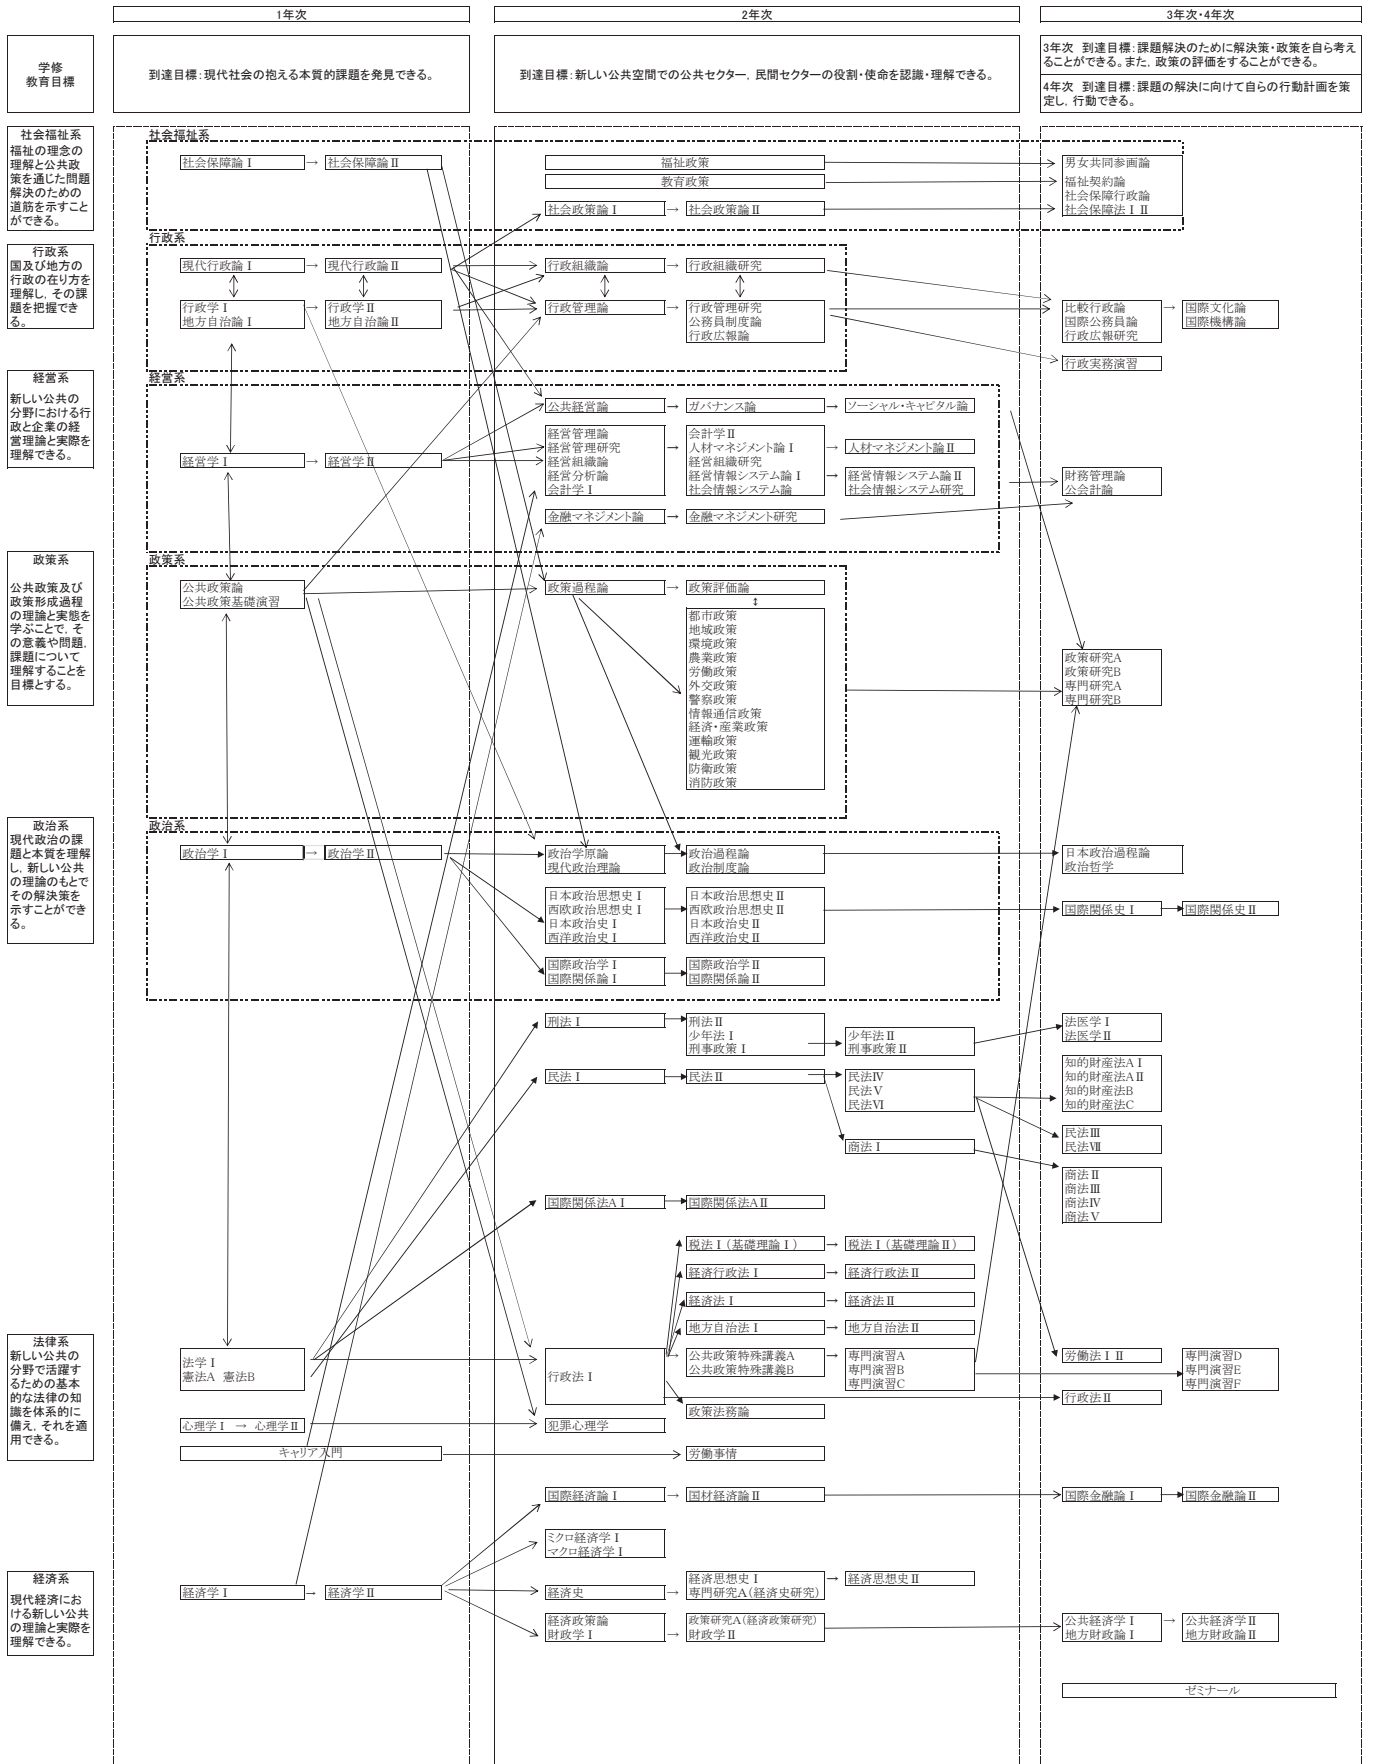 1年次
2年次
3年次・4年次
学修
教育目標
到達目標：現代社会の抱える本質的課題を発見できる。
到達目標：新しい公共空間での公共セクター，民間セクターの役割・使命を認識・理解できる。
3年次　到達目標：課題解決のために解決策・政策を自ら考え
ることができる。また，政策の評価をすることができる。
4年次　到達目標：課題の解決に向けて自らの行動計画を策
定し，行動できる。
社会福祉系
福祉の理念の
理解と公共政
策を通じた問題
解決のための
道筋を示すこと
ができる。
社会福祉系
社会保障論Ⅰ
→
社会保障論Ⅱ
福祉政策
教育政策
社会政策論Ⅰ
→
社会政策論Ⅱ
男女共同参画論
福祉契約論
社会保障行政論
社会保障法ⅠⅡ
行政系
国及び地方の
行政の在り方を
理解し，その課
題を把握でき
る。
行政系
現代行政論Ⅰ
→
現代行政論Ⅱ
行政学Ⅰ
地方自治論Ⅰ
→
行政学Ⅱ
地方自治論Ⅱ
行政組織論
→
行政組織研究
行政管理論
→
行政管理研究
公務員制度論
行政広報論
比較行政論
国際公務員論
行政広報研究
→
国際文化論
国際機構論
行政実務演習
経営系
新しい公共の
分野における行
政と企業の経
営理論と実際を
理解できる。
経営系
経営学Ⅰ
→
経営学Ⅱ
公共経営論
→
ガバナンス論
→
ソーシャル・キャピタル論
経営管理論
経営管理研究
経営組織論
経営分析論
会計学Ⅰ
→
会計学Ⅱ
人材マネジメント論Ⅰ
経営組織研究
経営情報システム論Ⅰ
社会情報システム論
→
人材マネジメント論Ⅱ
→
経営情報システム論Ⅱ
社会情報システム研究
金融マネジメント論
→
金融マネジメント研究
財務管理論
公会計論
政策系
公共政策及び
政策形成過程
の理論と実態を
学ぶことで，そ
の意義や問題，
課題について
理解することを
目標とする。
政策系
公共政策論
公共政策基礎演習
政策過程論
→
政策評価論
↕
都市政策
地域政策
環境政策
農業政策
労働政策
外交政策
警察政策
情報通信政策
経済・産業政策
運輸政策
観光政策
防衛政策
消防政策
政策研究A
政策研究B
専門研究A
専門研究B
政治系
現代政治の課
題と本質を理解
し，新しい公共
の理論のもとで
その解決策を
示すことができ
る。
政治系
政治学Ⅰ
→
政治学Ⅱ
政治学原論
現代政治理論
政治過程論
政治制度論
日本政治過程論
政治哲学
日本政治思想史Ⅰ
西欧政治思想史Ⅰ
日本政治史Ⅰ
西洋政治史Ⅰ
日本政治思想史Ⅱ
西欧政治思想史Ⅱ
日本政治史Ⅱ
西洋政治史Ⅱ
国際関係史Ⅰ
国際関係史Ⅱ
国際政治学Ⅰ
国際関係論Ⅰ
国際政治学Ⅱ
国際関係論Ⅱ
刑法Ⅰ
刑法Ⅱ
少年法Ⅰ
刑事政策Ⅰ
少年法Ⅱ
刑事政策Ⅱ
法医学Ⅰ
法医学Ⅱ
民法Ⅰ
民法Ⅱ
民法Ⅳ
民法Ⅴ
民法Ⅵ
知的財産法AⅠ
知的財産法AⅡ
知的財産法B
知的財産法C
民法Ⅲ
民法Ⅶ
商法Ⅰ
商法Ⅱ
商法Ⅲ
商法Ⅳ
商法Ⅴ
国際関係法AⅠ
国際関係法AⅡ
税法Ⅰ（基礎理論Ⅰ）
→
税法Ⅰ（基礎理論Ⅱ）
経済行政法Ⅰ
→
経済行政法Ⅱ
経済法Ⅰ
→
経済法Ⅱ
地方自治法Ⅰ
→
地方自治法Ⅱ
法律系
新しい公共の
分野で活躍す
るための基本
的な法律の知
識を体系的に
備え，それを適
用できる。
法学Ⅰ
憲法A　憲法B
行政法Ⅰ
→
公共政策特殊講義A
公共政策特殊講義B
→
専門演習A
専門演習B
専門演習C
労働法ⅠⅡ
専門演習D
専門演習E
専門演習F
行政法Ⅱ
政策法務論
心理学Ⅰ　→　心理学Ⅱ
犯罪心理学
キャリア入門
労働事情
国際経済論Ⅰ
→
国材経済論Ⅱ
国際金融論Ⅰ
国際金融論Ⅱ
ミクロ経済学Ⅰ
マクロ経済学Ⅰ
経済系
現代経済にお
ける新しい公共
の理論と実際を
理解できる。
経済学Ⅰ
→
経済学Ⅱ
経済史
→
経済思想史Ⅰ
専門研究A（経済史研究）
→
経済思想史Ⅱ
経済政策論
財政学Ⅰ
→
政策研究A（経済政策研究）
財政学Ⅱ
公共経済学Ⅰ
地方財政論Ⅰ
→
公共経済学Ⅱ
地方財政論Ⅱ
ゼミナール